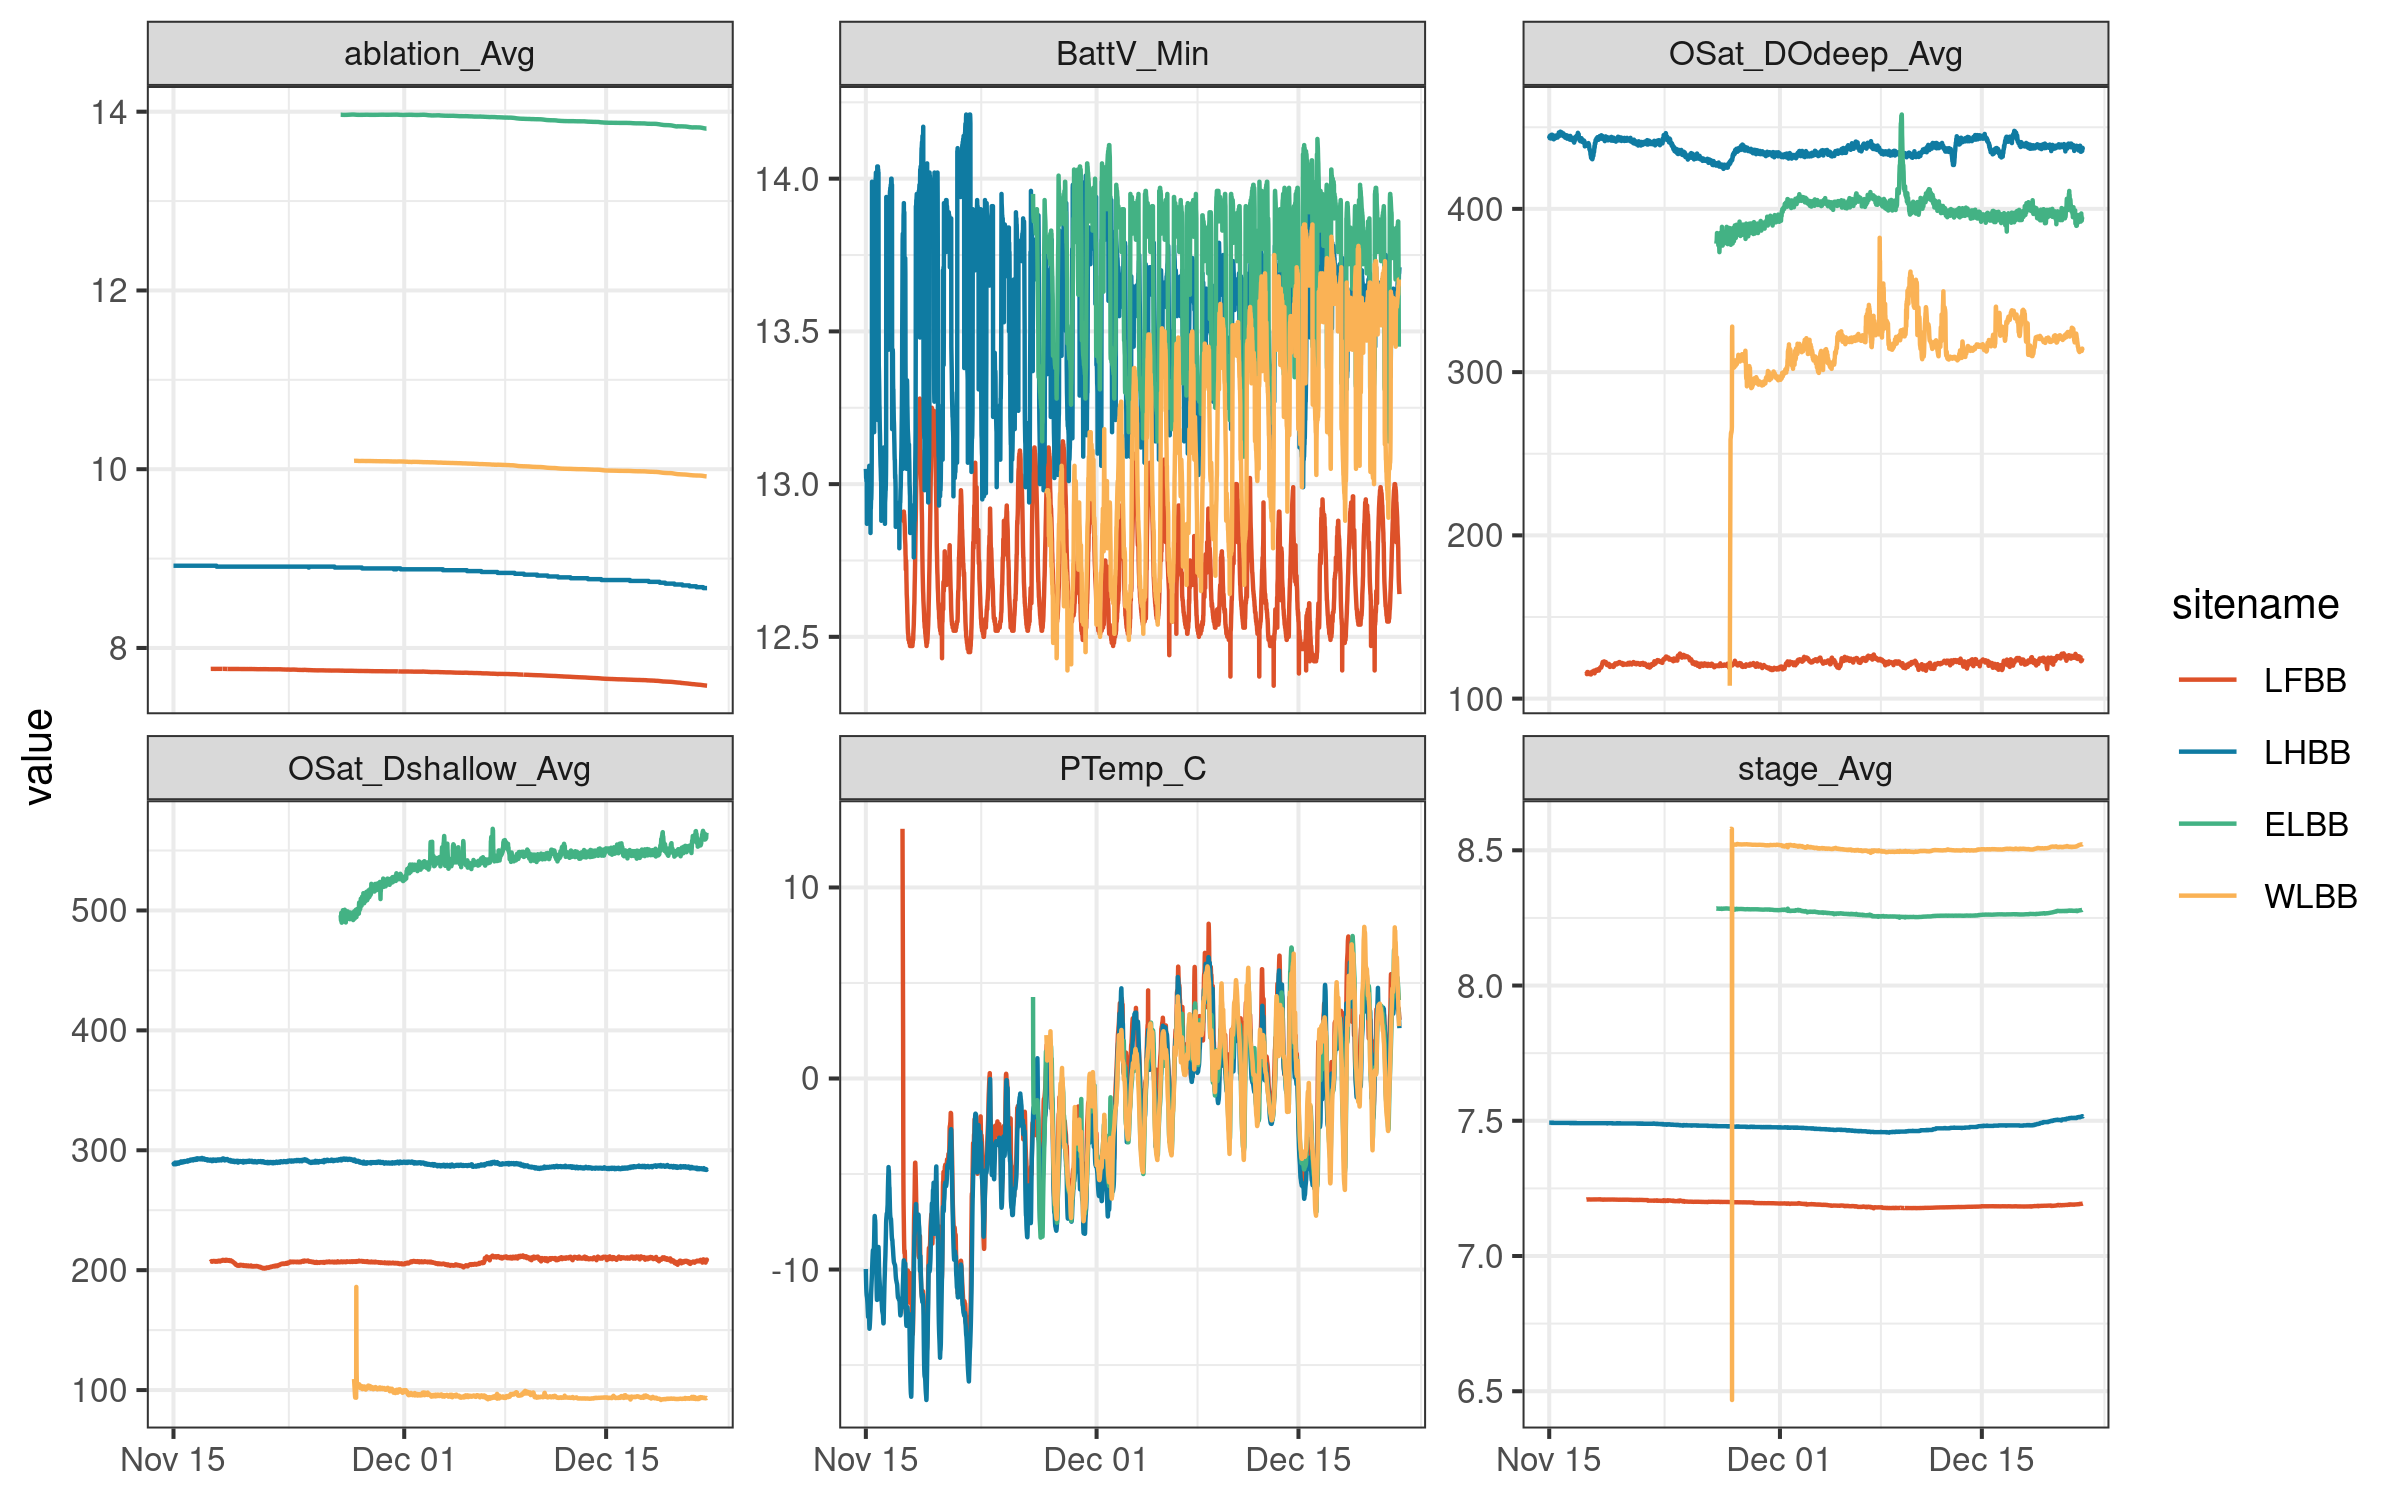 ablation_Avg
BattV_Min
OSat_DOdeep_Avg
14
12
10
8
14.0
13.5
13.0
12.5
400
300
200
100
value
OSat_Dshallow_Avg
PTemp_C
stage_Avg
500
400
300
200
100
10
0
-10
8.5
8.0
7.5
7.0
6.5
Nov 15
Dec 01
Dec 15
Nov 15
Dec 01
Dec 15
Nov 15
Dec 01
Dec 15
sitename
LFBB
LHBB
ELBB
WLBB